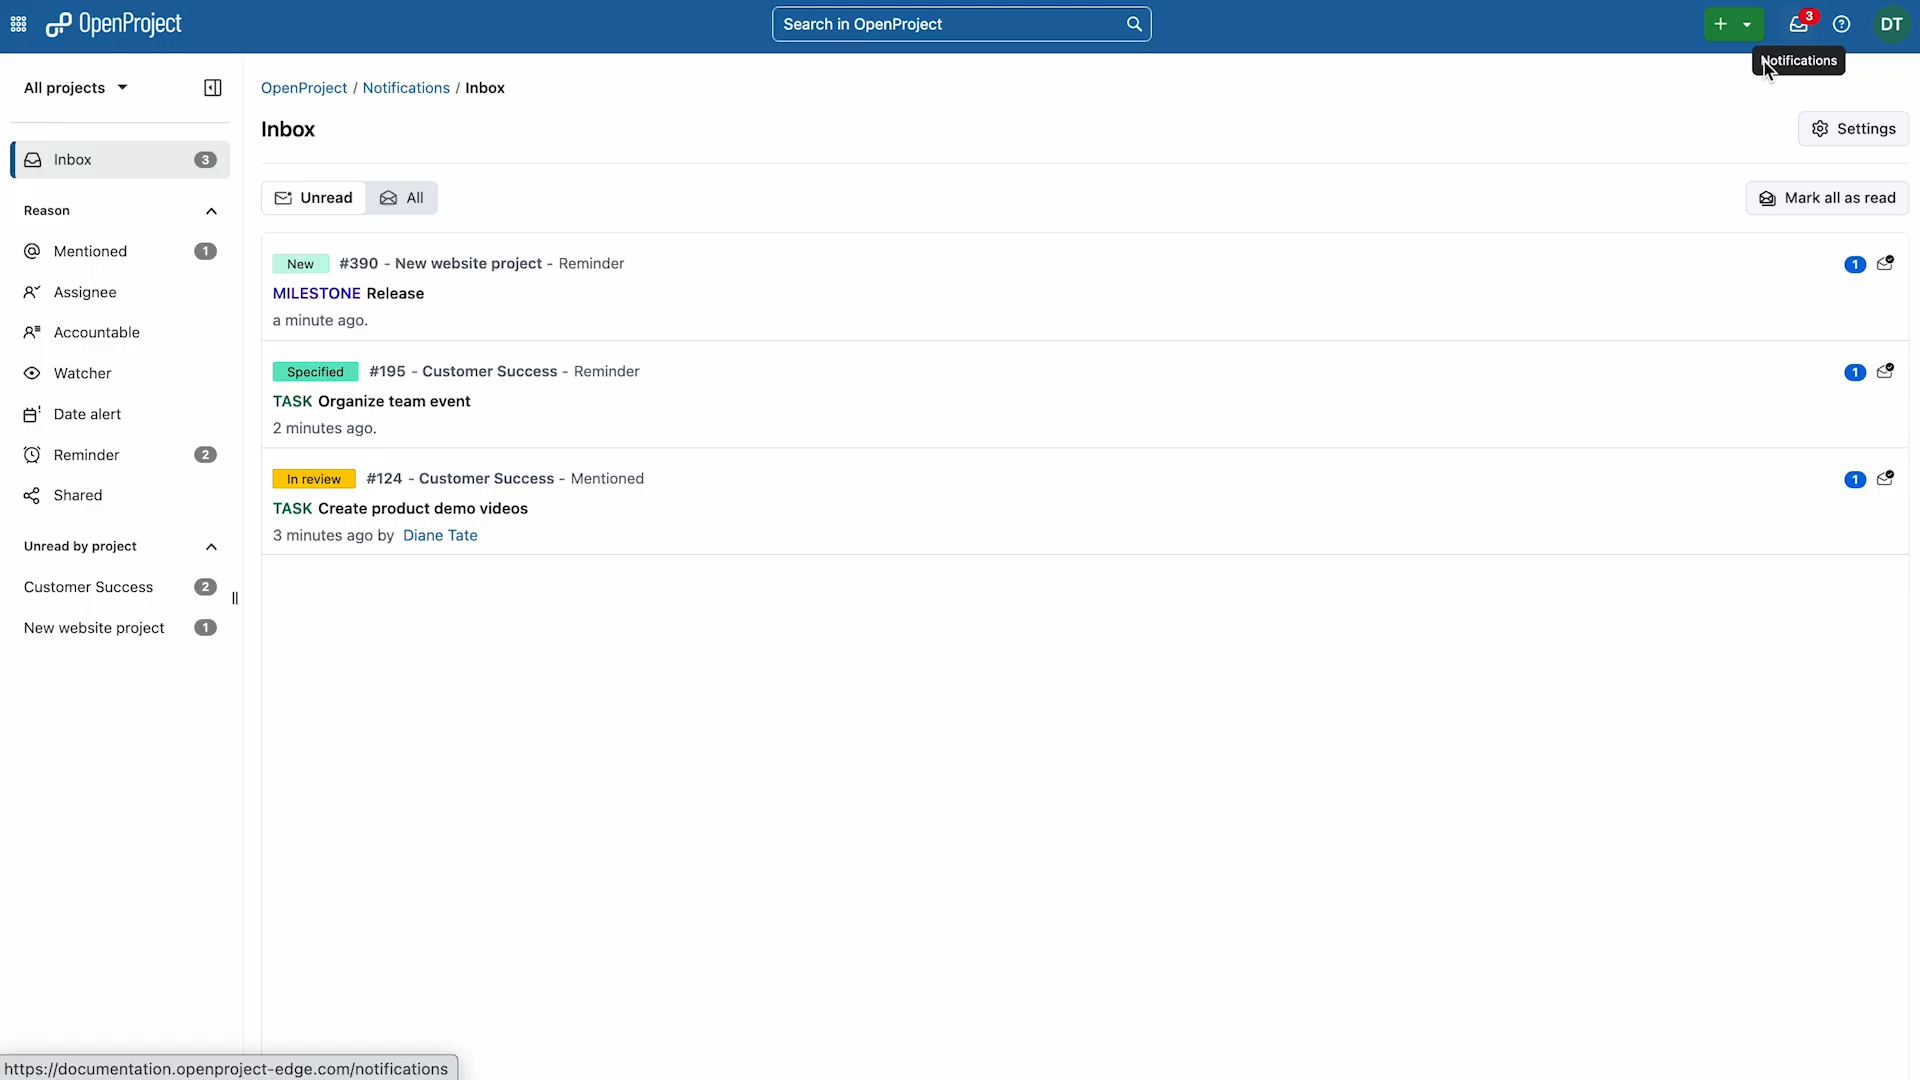 OpenProject
Search in OpenProject
3
DT
Notifications
All projects
OpenProject / Notifications / Inbox
Inbox
Settings
Inbox 3
Unread
All
Mark all as read
Reason
Mentioned 1
Assignee
Accountable
Watcher
Date alert
Reminder 2
Shared
Unread by project
Customer Success 2
New website project 1
New #390 - New website project - Reminder 1
MILESTONE Release
a minute ago.
Specified #195 - Customer Success - Reminder 1
TASK Organize team event
2 minutes ago.
In review #124 - Customer Success - Mentioned 1
TASK Create product demo videos
3 minutes ago by Diane Tate
https://documentation.openproject-edge.com/notifications